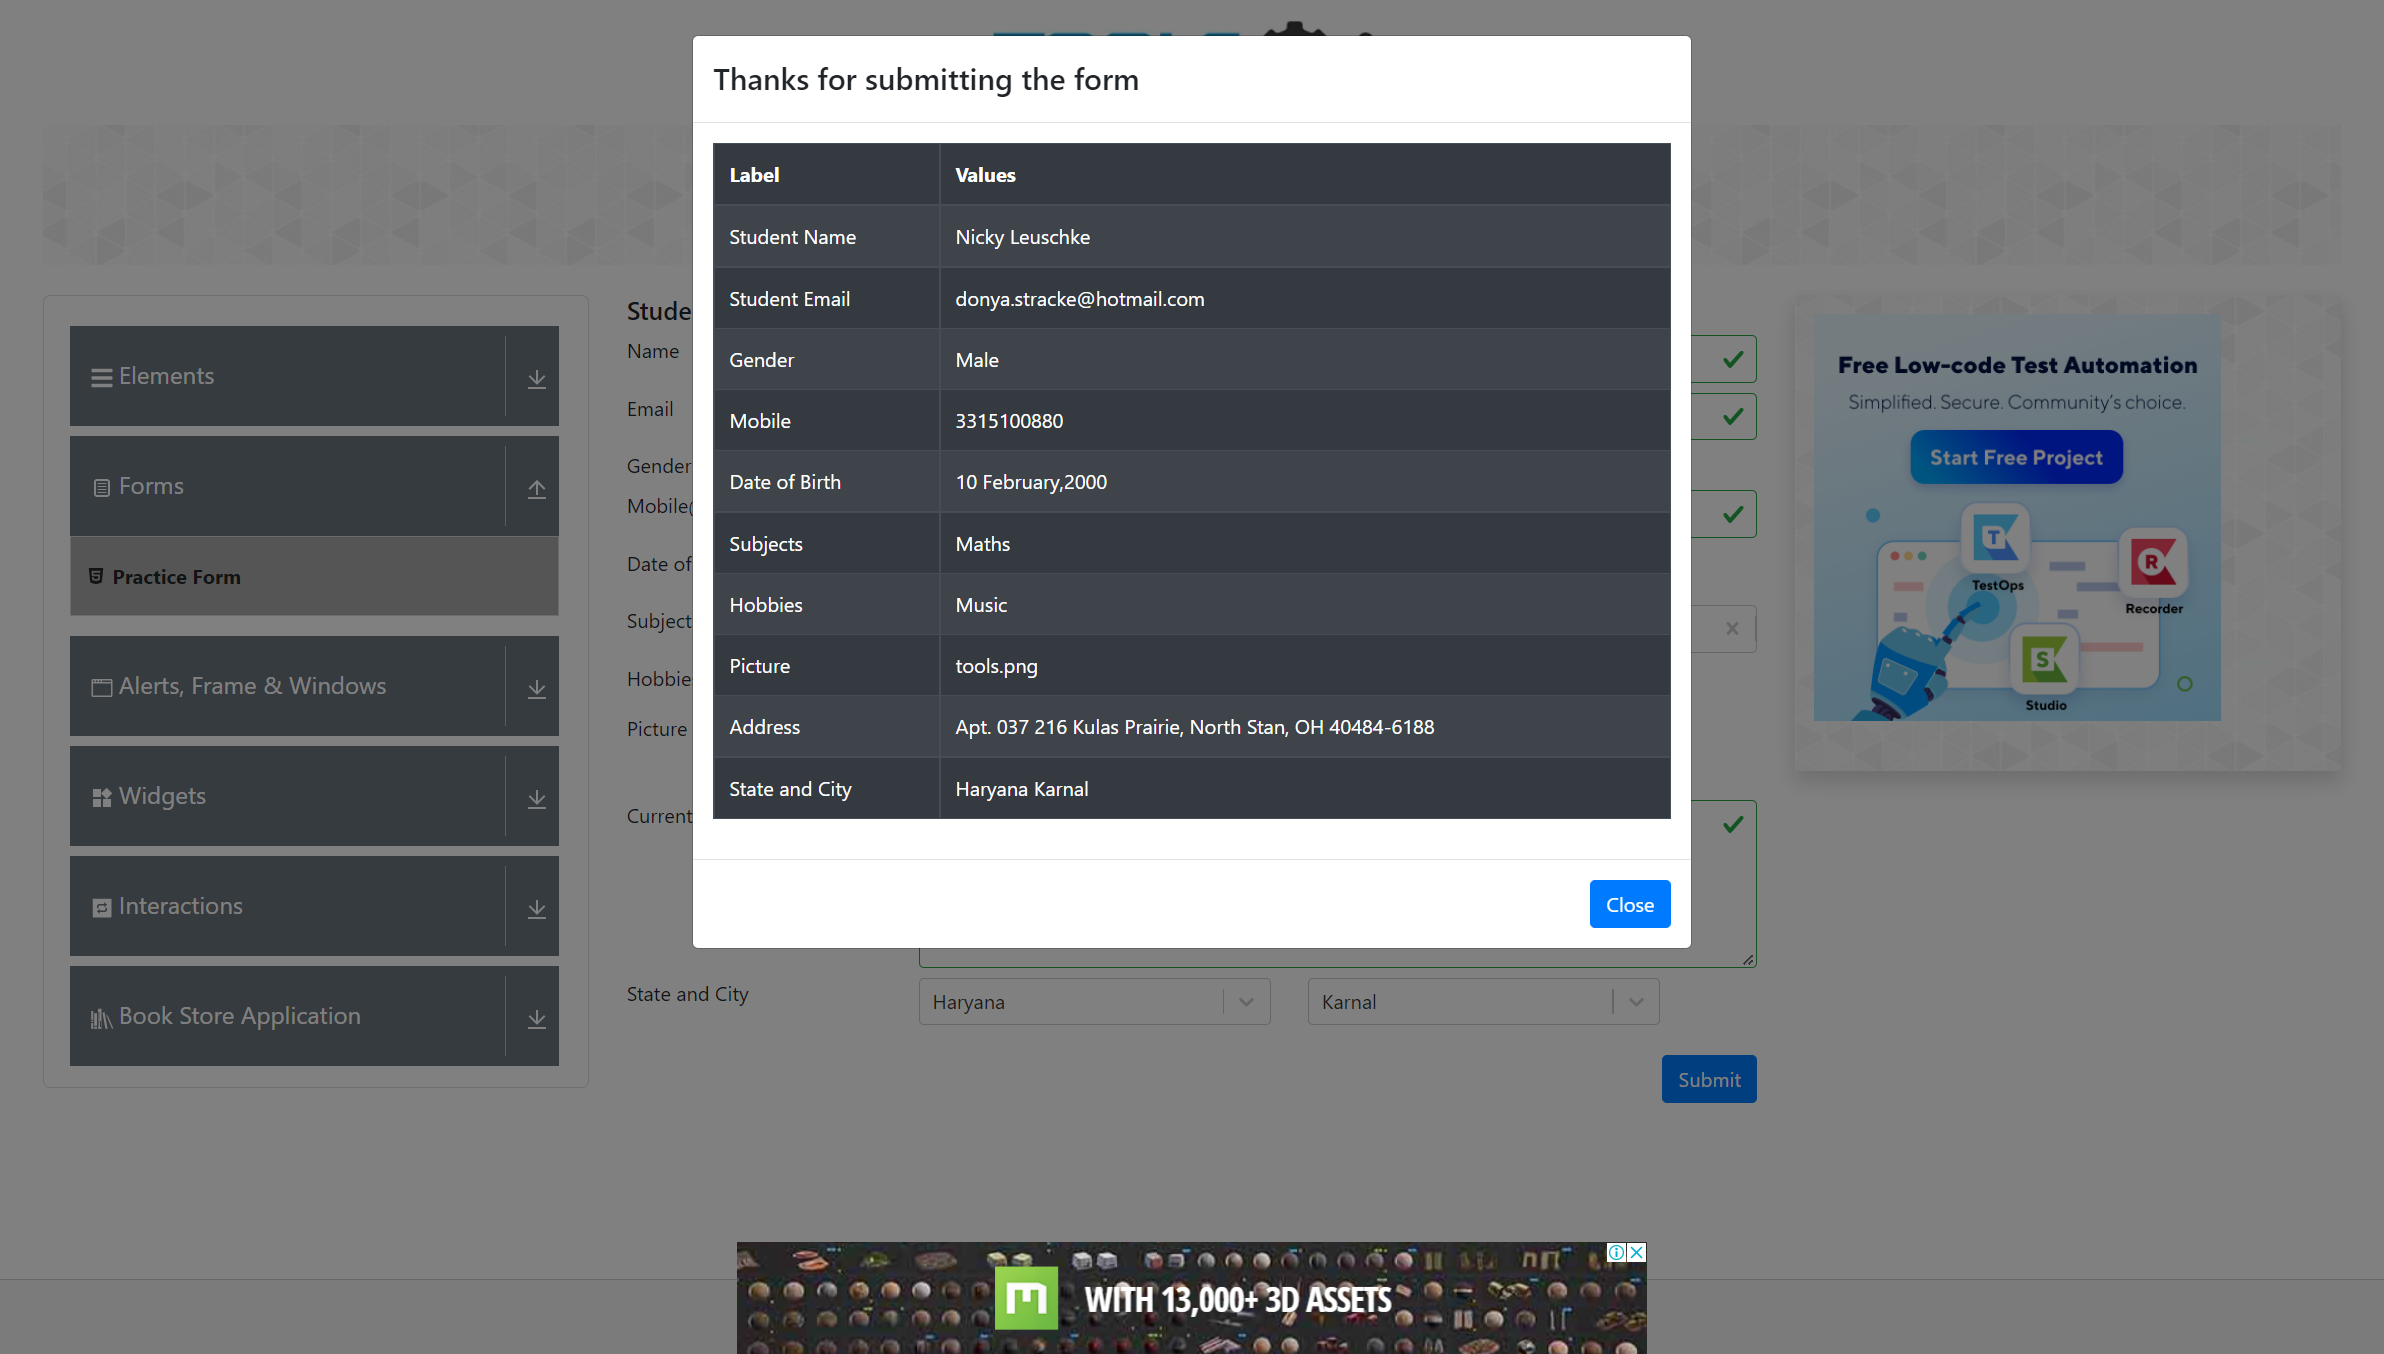 Thanks for submitting the form
Label Values
Student Name Nicky Leuschke
Student Email donya.stracke@hotmail.com
Gender Male
Mobile 3315100880
Date of Birth 10 February,2000
Subjects Maths
Hobbies Music
Picture tools.png
Address Apt. 037 216 Kulas Prairie, North Stan, OH 40484-6188
State and City Haryana Karnal
Close
Elements
Forms
Practice Form
Alerts, Frame & Windows
Widgets
Interactions
Book Store Application
Stude
Name
Email
Gender
Mobile(
Date of
Subject
Hobbie
Picture
Current
State and City
Haryana
Karnal
Submit
Free Low-code Test Automation
Simplified. Secure. Community's choice.
Start Free Project
T
TestOps
R
Recorder
S
Studio
WITH 13,000+ 3D ASSETS